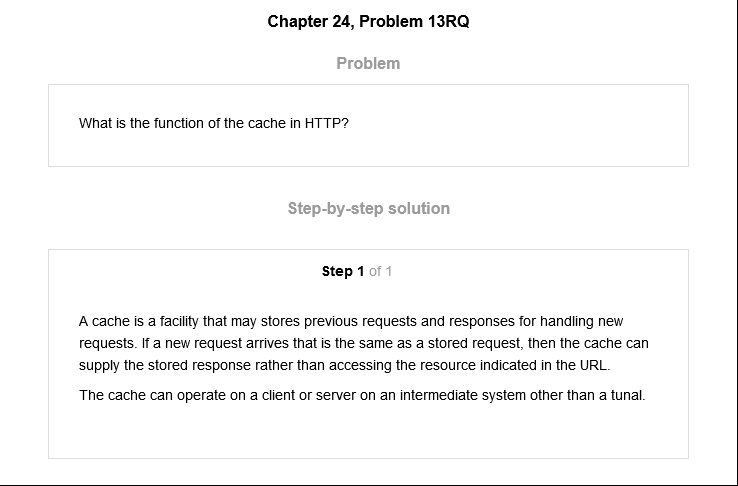 Chapter 24, Problem 13RQ
Problem
What is the function of the cache in HTTP?
Step-by-step solution
Step 1 of 1
A cache is a facility that may stores previous requests and responses for handling new
requests. If a new request arrives that is the same as a stored request, then the cache can
supply the stored response rather than accessing the resource indicated in the URL.
The cache can operate on a client or server on an intermediate system other than a tunal.